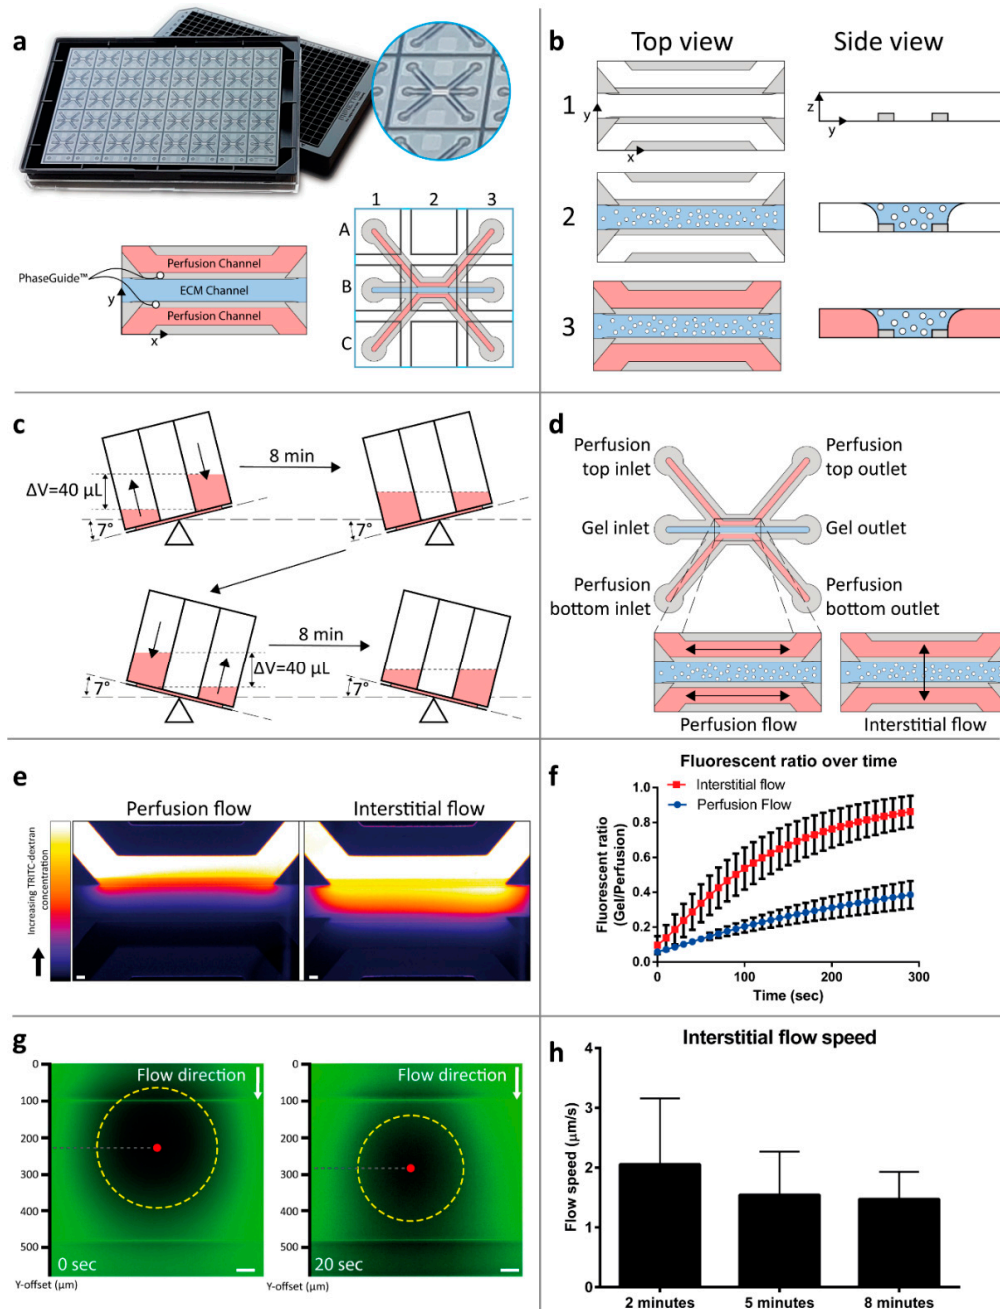 a
1 2 3
A
B
C
Perfusion Channel
PhaseGuide™
ECM Channel
y
Perfusion Channel
x
b
Top view
Side view
1
y
x
z
y
2
3
c
8 min
ΔV=40 µL
7°
7°
8 min
ΔV=40 µL
7°
7°
d
Perfusion
top inlet
Perfusion
top outlet
Gel inlet
Gel outlet
Perfusion
bottom inlet
Perfusion
bottom outlet
Perfusion flow
Interstitial flow
e
Perfusion flow
Interstitial flow
Increasing TRITC-dextran
concentration
f
Fluorescent ratio over time
Interstitial flow
Perfusion Flow
Fluorescent ratio
(Gel/Perfusion)
1.0
0.8
0.6
0.4
0.2
0.0
0 100 200 300
Time (sec)
g
0
100
200
300
400
500
Flow direction
0 sec
Y-offset (µm)
0
100
200
300
400
500
Flow direction
20 sec
Y-offset (µm)
h
Interstitial flow speed
Flow speed (µm/s)
4
3
2
1
0
2 minutes 5 minutes 8 minutes